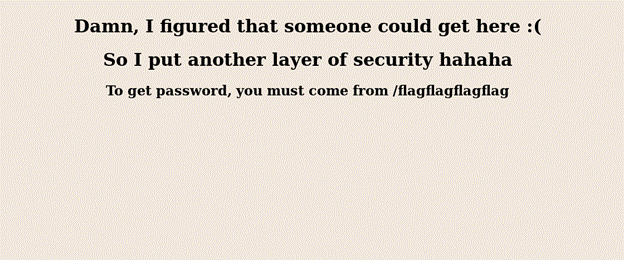 Damn, I figured that someone could get here :(
So I put another layer of security hahaha
To get password, you must come from /flagflagflagflag